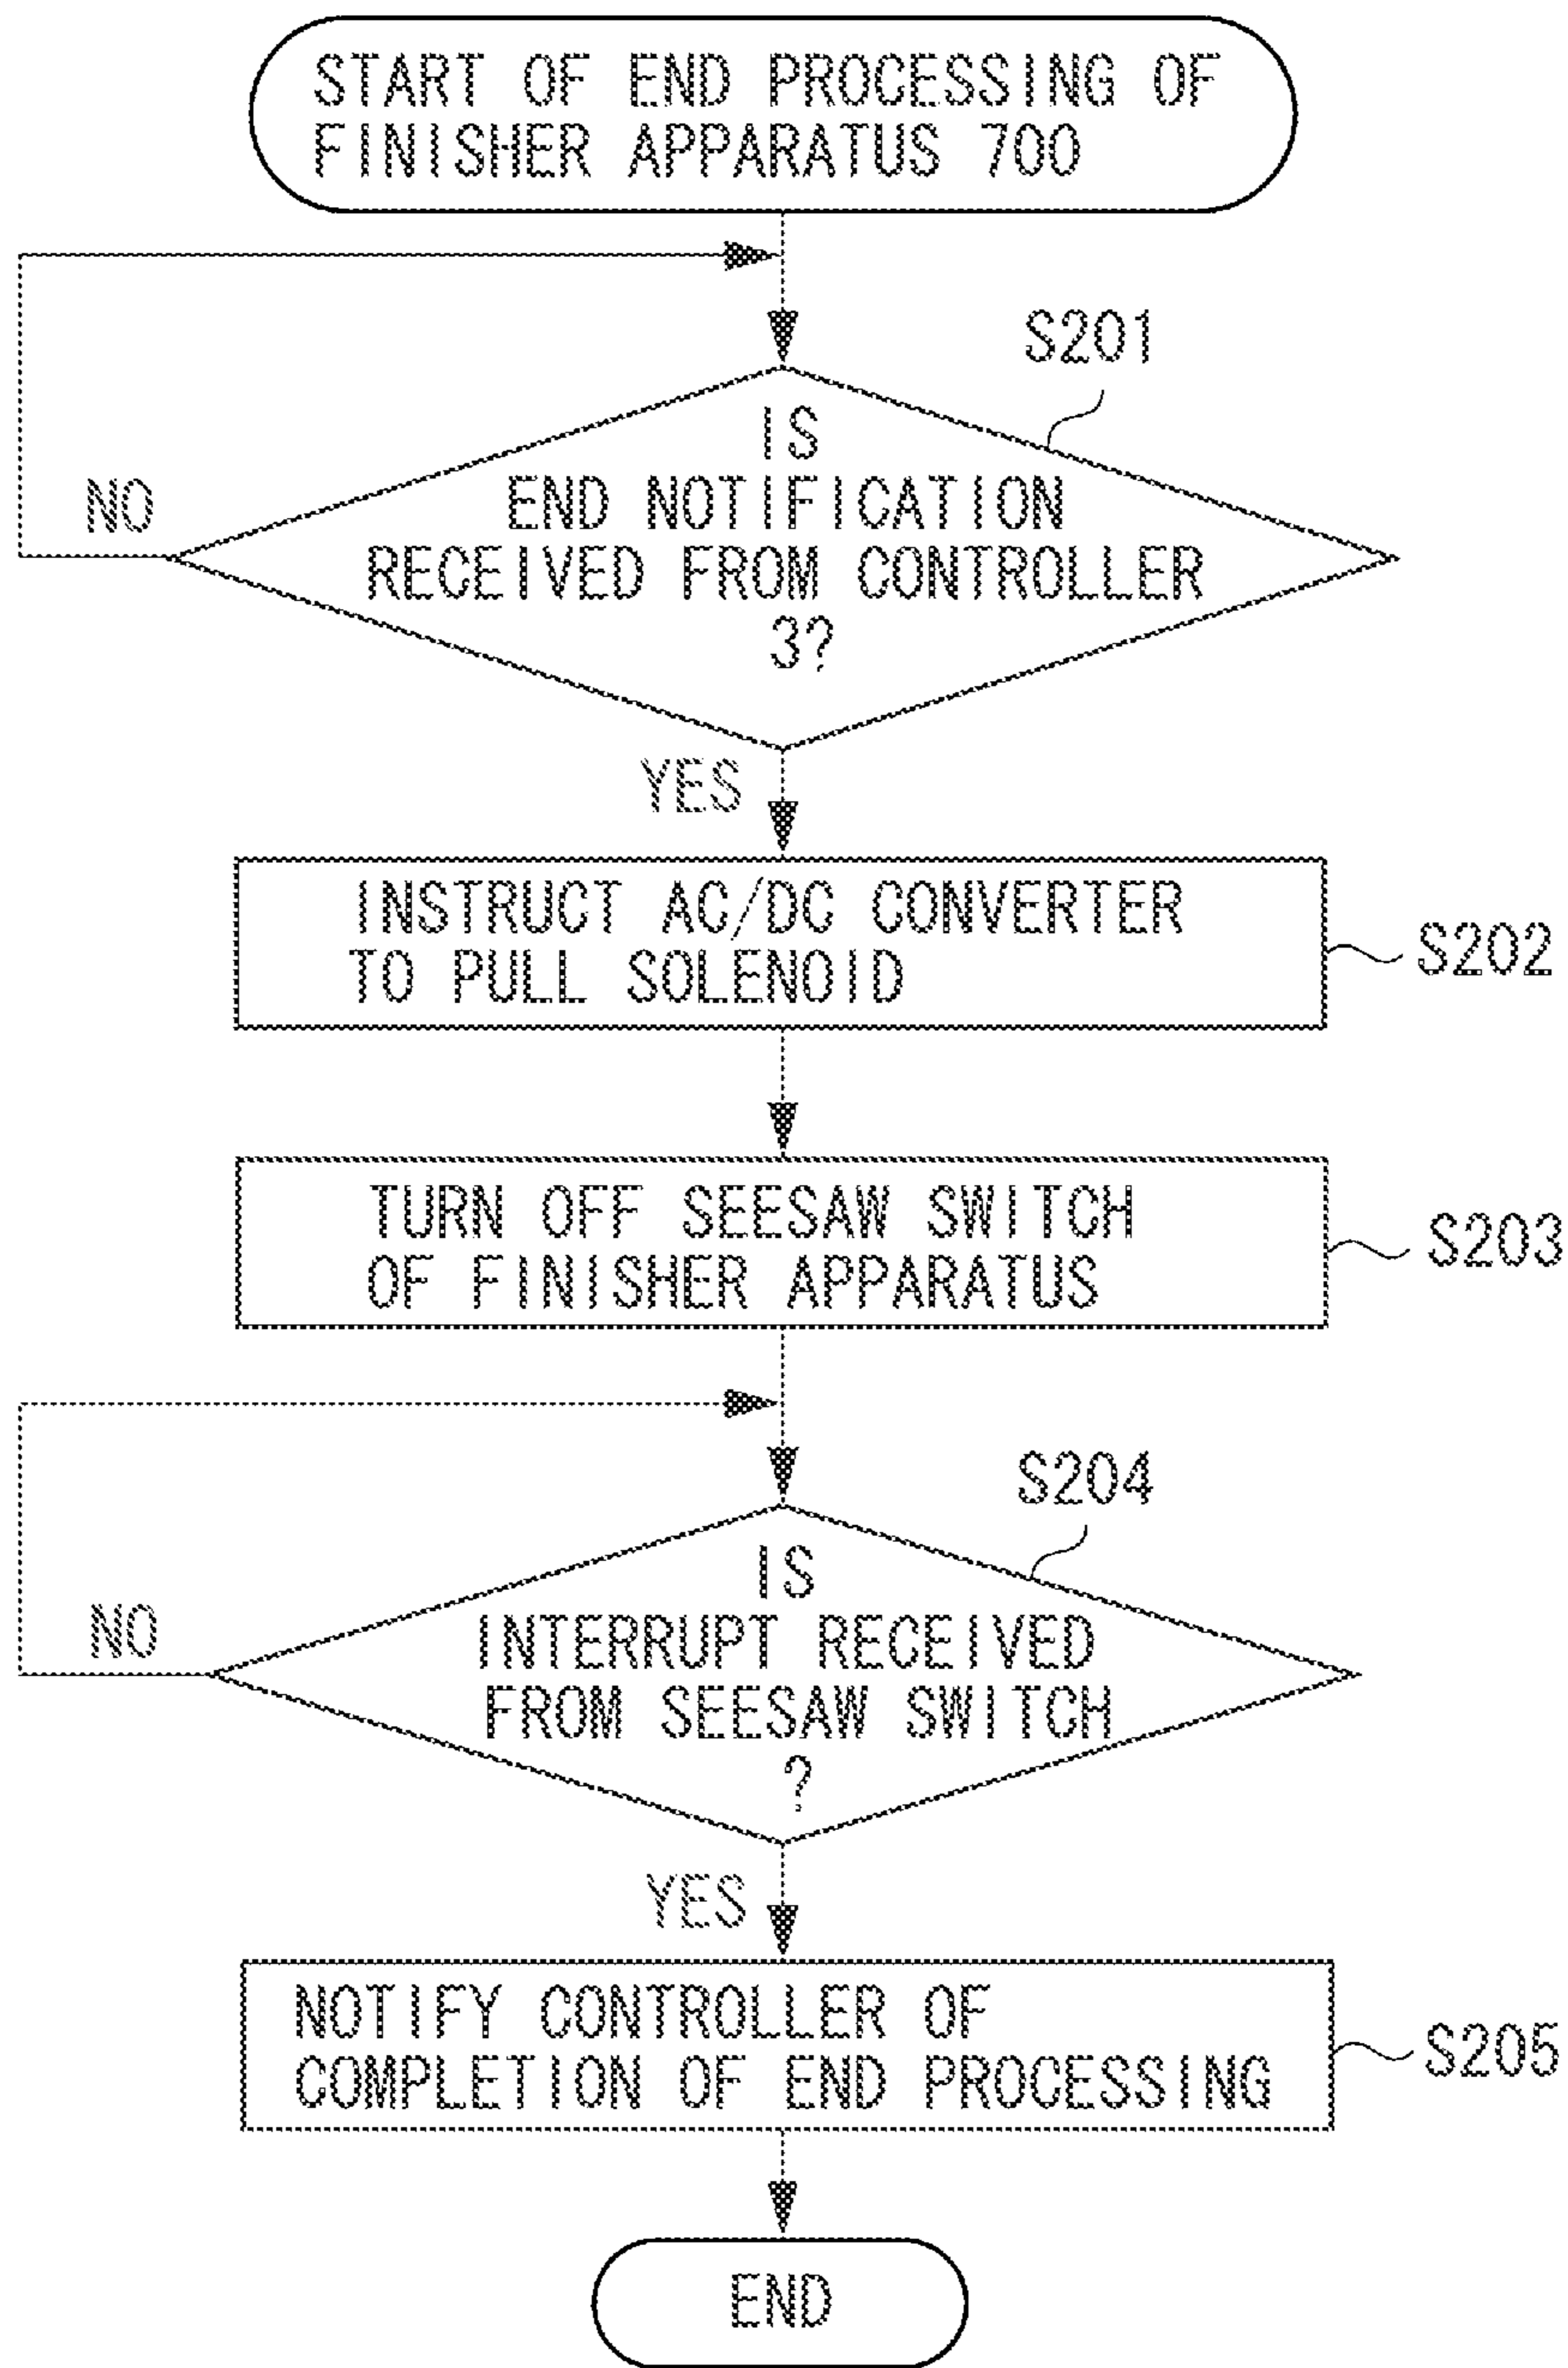 START OF END PROCESSING OF
FINISHER APPARATUS 700
S201
IS
END NOTIFICATION
RECEIVED FROM CONTROLLER
3?
NO
YES
INSTRUCT AC/DC CONVERTER
TO PULL SOLENOID
S202
TURN OFF SEESAW SWITCH
OF FINISHER APPARATUS
S203
S204
IS
INTERRUPT RECEIVED
FROM SEESAW SWITCH
?
NO
YES
NOTIFY CONTROLLER OF
COMPLETION OF END PROCESSING
S205
END